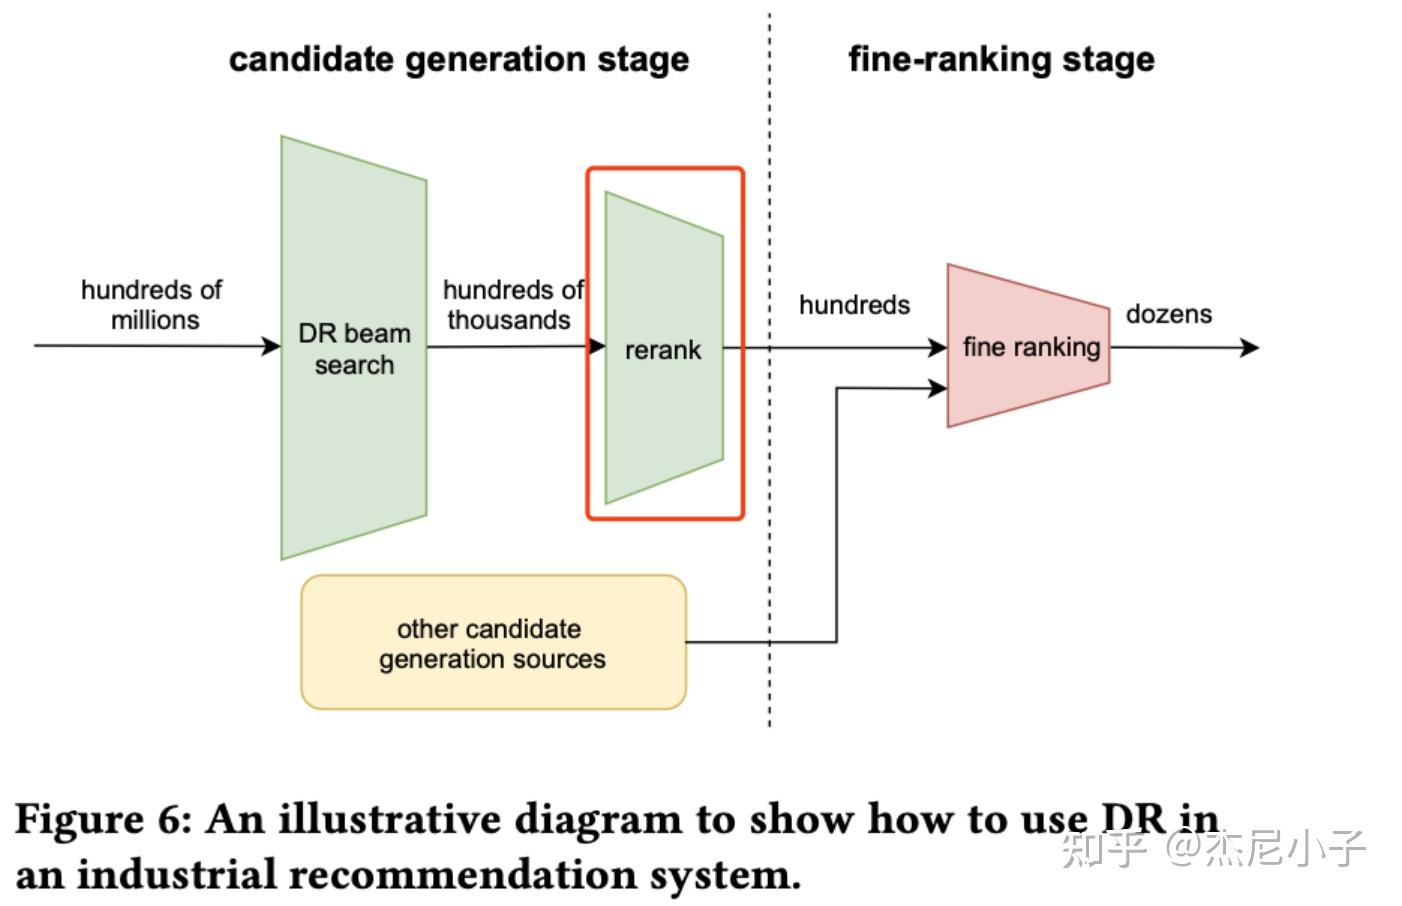 candidate generation stage
fine-ranking stage
hundreds of
millions
DR beam
search
hundreds of
thousands
rerank
hundreds
fine ranking
dozens
other candidate
generation sources
Figure 6: An illustrative diagram to show how to use DR in
an industrial recommendation system.
知乎 @杰尼小子